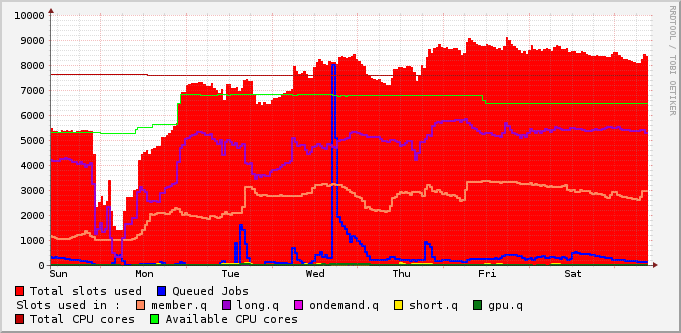 RRDTOOL / TOBI OETIKER
10000
9000
8000
7000
6000
5000
4000
3000
2000
1000
0
Sun Mon Tue Wed Thu Fri Sat
Total slots used Queued Jobs
Slots used in : member.q long.q ondemand.q short.q gpu.q
Total CPU cores Available CPU cores